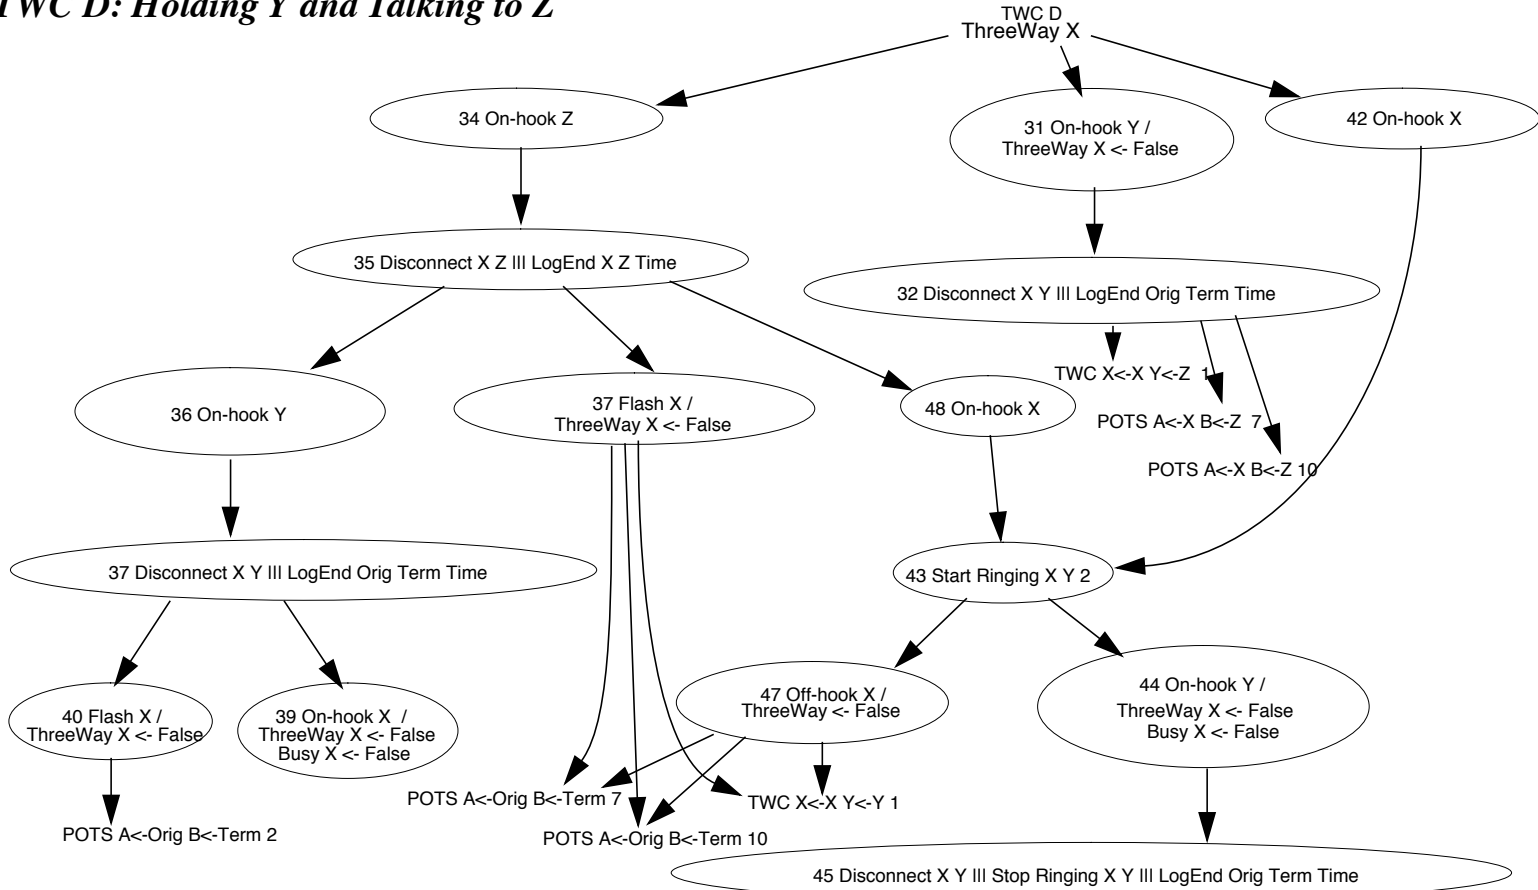 TWC D: Holding Y and Talking to Z
TWC D
ThreeWay X
34 On-hook Z
31 On-hook Y /
ThreeWay X <- False
42 On-hook X
35 Disconnect X Z III LogEnd X Z Time
32 Disconnect X Y III LogEnd Orig Term Time
TWC X<-X Y<-Z 1
POTS A<-X B<-Z 7
POTS A<-X B<-Z 10
36 On-hook Y
37 Flash X /
ThreeWay X <- False
48 On-hook X
37 Disconnect X Y III LogEnd Orig Term Time
43 Start Ringing X Y 2
40 Flash X /
ThreeWay X <- False
39 On-hook X /
ThreeWay X <- False
Busy X <- False
47 Off-hook X /
ThreeWay <- False
44 On-hook Y /
ThreeWay X <- False
Busy X <- False
POTS A<-Orig B<-Term 7
TWC X<-X Y<-Y 1
POTS A<-Orig B<-Term 2
POTS A<-Orig B<-Term 10
45 Disconnect X Y III Stop Ringing X Y III LogEnd Orig Term Time